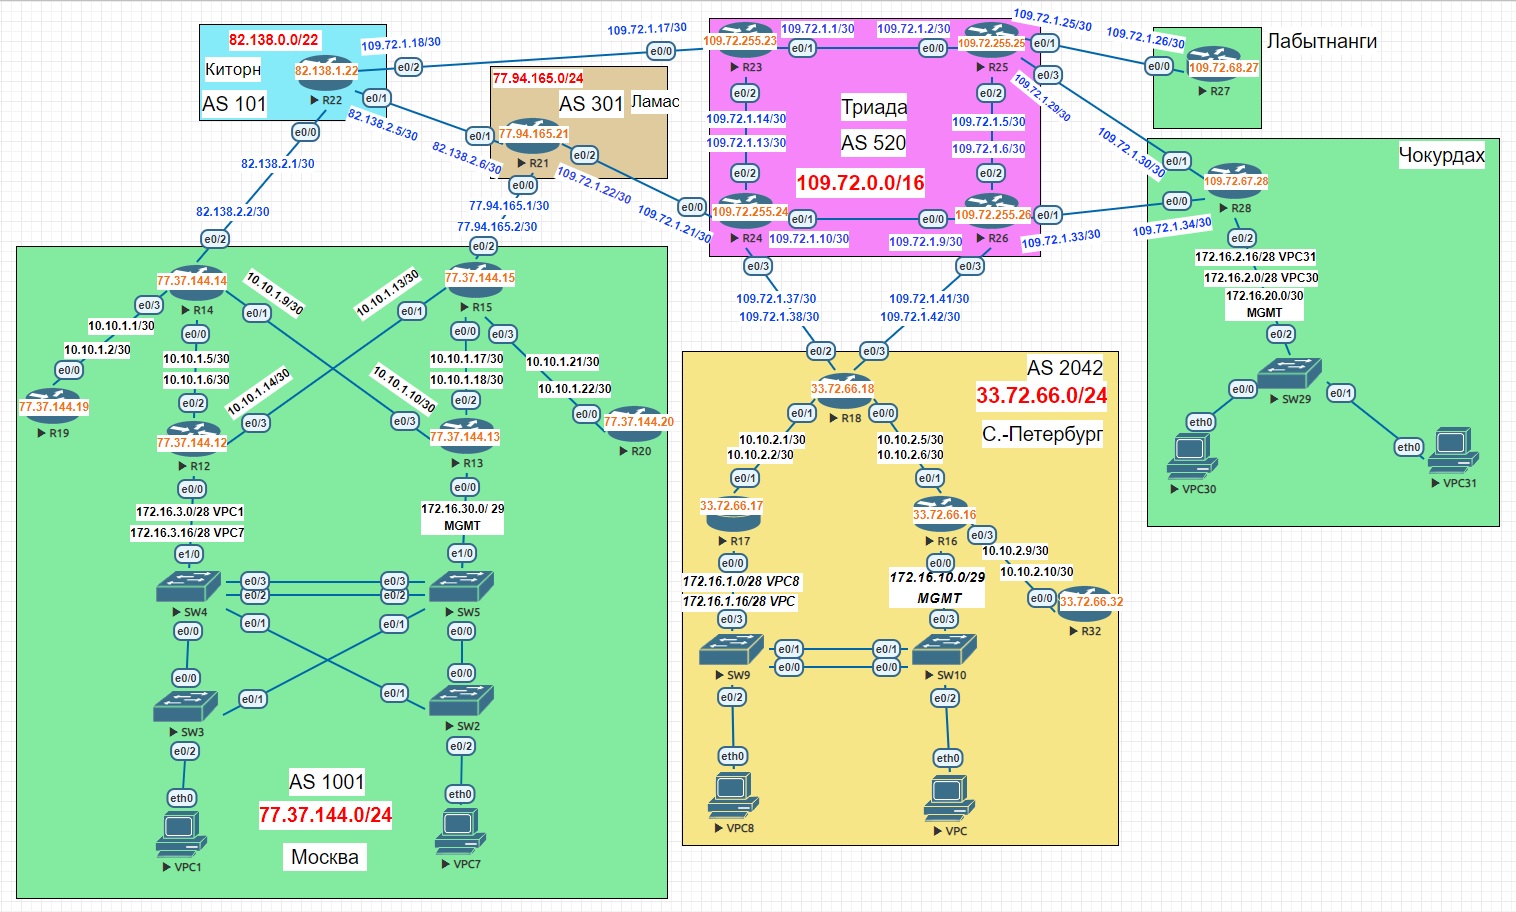 82.138.0.0/22
Киторн
AS 101
82.138.1.22
R22
e0/2
109.72.1.18/30
109.72.1.17/30
e0/0
e0/1
82.138.2.5/30
e0/0
82.138.2.1/30
82.138.2.2/30
e0/2
77.94.165.0/24
AS 301
Ламас
77.94.165.21
R21
e0/1
82.138.2.6/30
e0/2
109.72.1.22/30
109.72.1.21/30
e0/0
e0/0
77.94.165.1/30
77.94.165.2/30
e0/2
109.72.255.23
R23
e0/1
109.72.1.1/30
109.72.1.2/30
e0/0
109.72.255.25
R25
e0/1
109.72.1.25/30
109.72.1.26/30
e0/0
109.72.68.27
R27
Лабытнанги
e0/3
109.72.1.29/30
109.72.1.30/30
e0/1
e0/2
109.72.1.14/30
109.72.1.13/30
e0/2
Триада
AS 520
109.72.0.0/16
e0/2
109.72.1.5/30
109.72.1.6/30
e0/2
109.72.255.24
R24
e0/1
109.72.1.10/30
e0/0
109.72.1.9/30
109.72.255.26
R26
e0/1
109.72.1.33/30
109.72.1.34/30
e0/0
e0/3
109.72.1.37/30
109.72.1.38/30
e0/2
e0/3
109.72.1.41/30
109.72.1.42/30
e0/3
Чокурдах
109.72.67.28
R28
e0/2
172.16.2.16/28 VPC31
172.16.2.0/28 VPC30
172.16.20.0/30
MGMT
e0/2
SW29
e0/0
e0/1
eth0
eth0
VPC30
VPC31
77.37.144.14
R14
e0/3
10.10.1.1/30
10.10.1.2/30
e0/0
77.37.144.19
R19
e0/0
10.10.1.5/30
10.10.1.6/30
e0/2
10.10.1.9/30
e0/1
10.10.1.10/30
e0/3
77.37.144.15
R15
10.10.1.13/30
e0/1
10.10.1.14/30
e0/3
e0/0
10.10.1.17/30
10.10.1.18/30
e0/2
e0/3
10.10.1.21/30
10.10.1.22/30
e0/0
77.37.144.20
R20
77.37.144.12
R12
77.37.144.13
R13
e0/0
172.16.3.0/28 VPC1
172.16.3.16/28 VPC7
e1/0
e0/0
172.16.30.0/ 29
MGMT
e1/0
SW4
e0/3
e0/2
e0/3
e0/2
SW5
e0/1
e0/1
e0/0
e0/0
e0/0
e0/0
SW3
e0/1
e0/1
SW2
e0/2
e0/2
eth0
eth0
VPC1
VPC7
AS 1001
77.37.144.0/24
Москва
AS 2042
33.72.66.0/24
С.-Петербург
33.72.66.18
R18
e0/1
e0/0
10.10.2.1/30
10.10.2.2/30
10.10.2.5/30
10.10.2.6/30
e0/1
e0/1
33.72.66.17
R17
33.72.66.16
R16
e0/3
10.10.2.9/30
10.10.2.10/30
e0/0
33.72.66.32
R32
e0/0
172.16.1.0/28 VPC8
172.16.1.16/28 VPC
e0/3
e0/0
172.16.10.0/29
MGMT
e0/3
SW9
e0/1
e0/0
e0/1
e0/0
SW10
e0/2
e0/2
eth0
eth0
VPC8
VPC